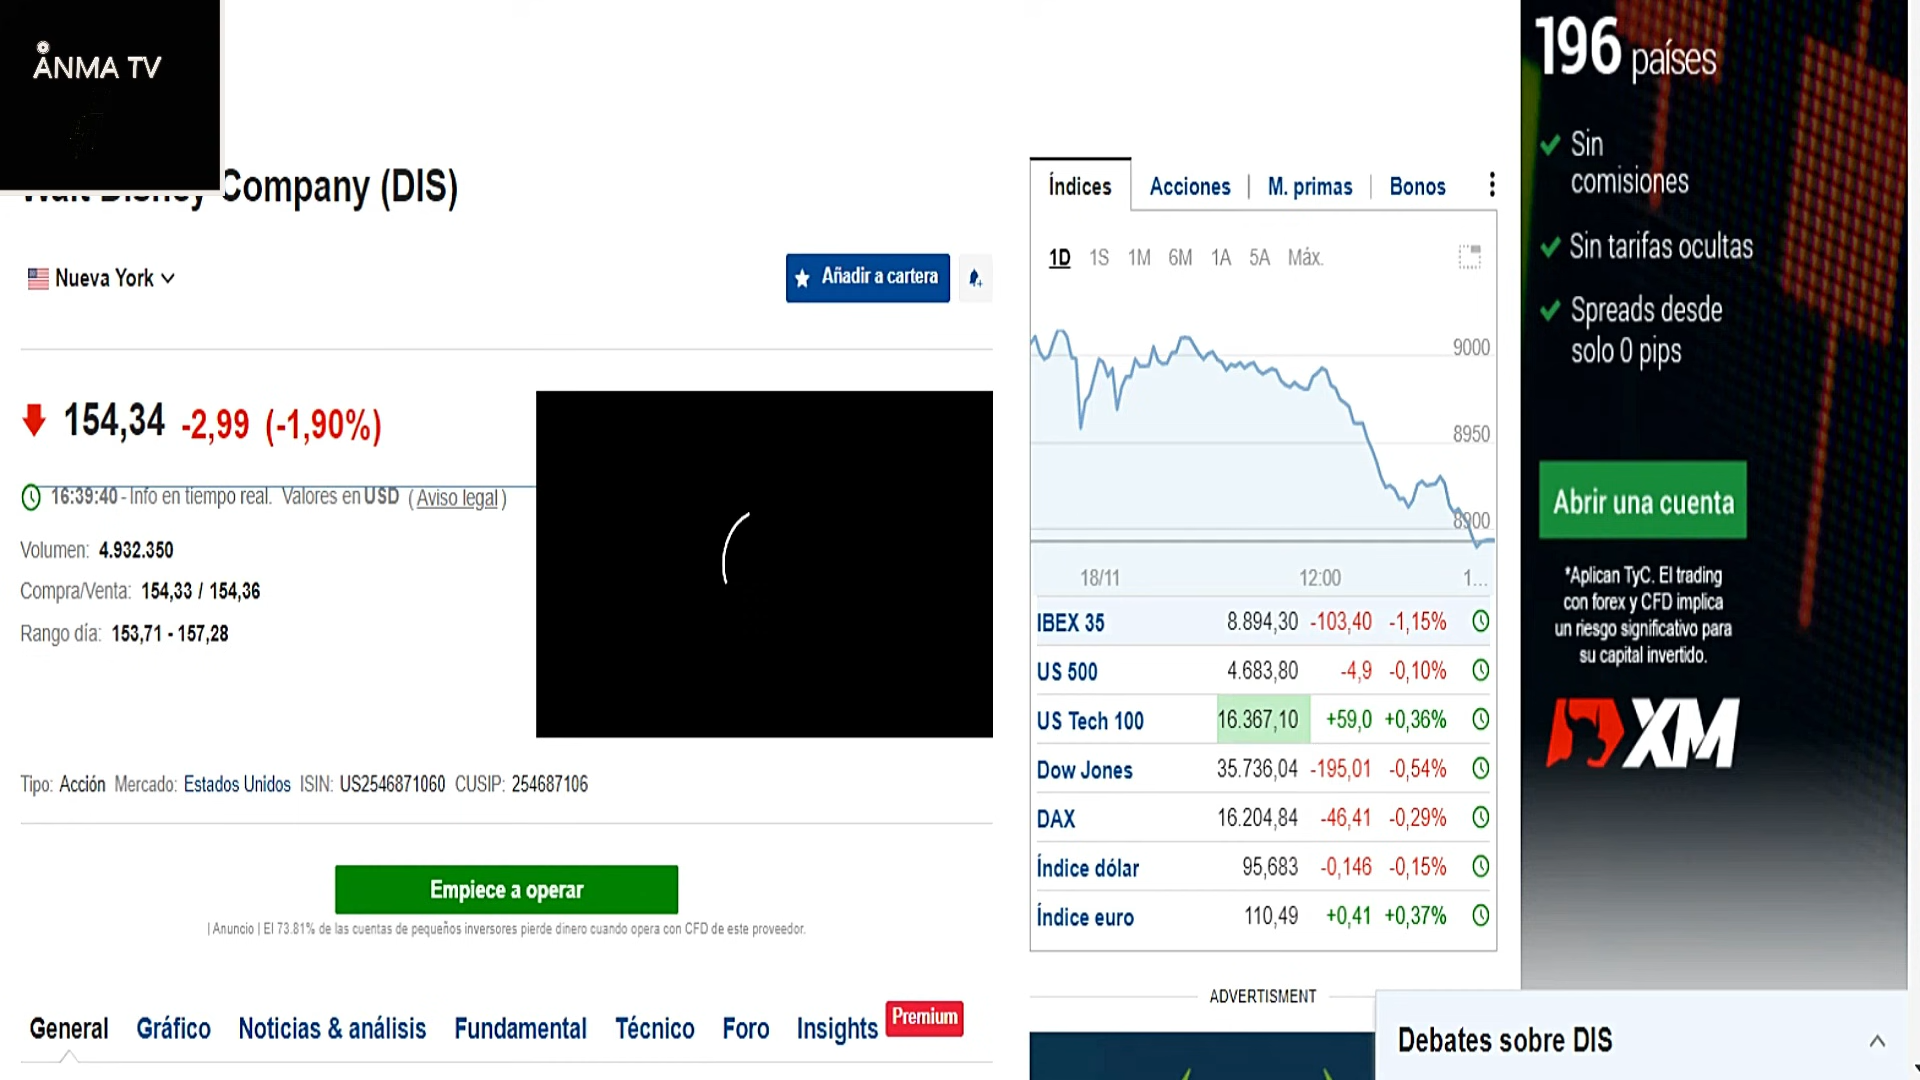 ANMA TV
Walt Disney Company (DIS)
Nueva York
Añadir a cartera
154,34 -2,99 (-1,90%)
16:39:40 - Info en tiempo real. Valores en USD ( Aviso legal )
Volumen: 4.932.350
Compra/Venta: 154,33 / 154,36
Rango día: 153,71 - 157,28
Tipo: Acción Mercado: Estados Unidos ISIN: US2546871060 CUSIP: 254687106
Empiece a operar
| Anuncio | El 73.81% de las cuentas de pequeños inversores pierde dinero cuando opera con CFD de este proveedor.
General Gráfico Noticias & análisis Fundamental Técnico Foro Insights Premium
Índices Acciones | M. primas | Bonos
1D 1S 1M 6M 1A 5A Máx.
9000
8950
8900
18/11 12:00 1...
IBEX 35 8.894,30 -103,40 -1,15%
US 500 4.683,80 -4,9 -0,10%
US Tech 100 16.367,10 +59,0 +0,36%
Dow Jones 35.736,04 -195,01 -0,54%
DAX 16.204,84 -46,41 -0,29%
Índice dólar 95,683 -0,146 -0,15%
Índice euro 110,49 +0,41 +0,37%
ADVERTISMENT
196 países
Sin
comisiones
Sin tarifas ocultas
Spreads desde
solo 0 pips
Abrir una cuenta
*Aplican TyC. El trading
con forex y CFD implica
un riesgo significativo para
su capital invertido.
XM
Debates sobre DIS